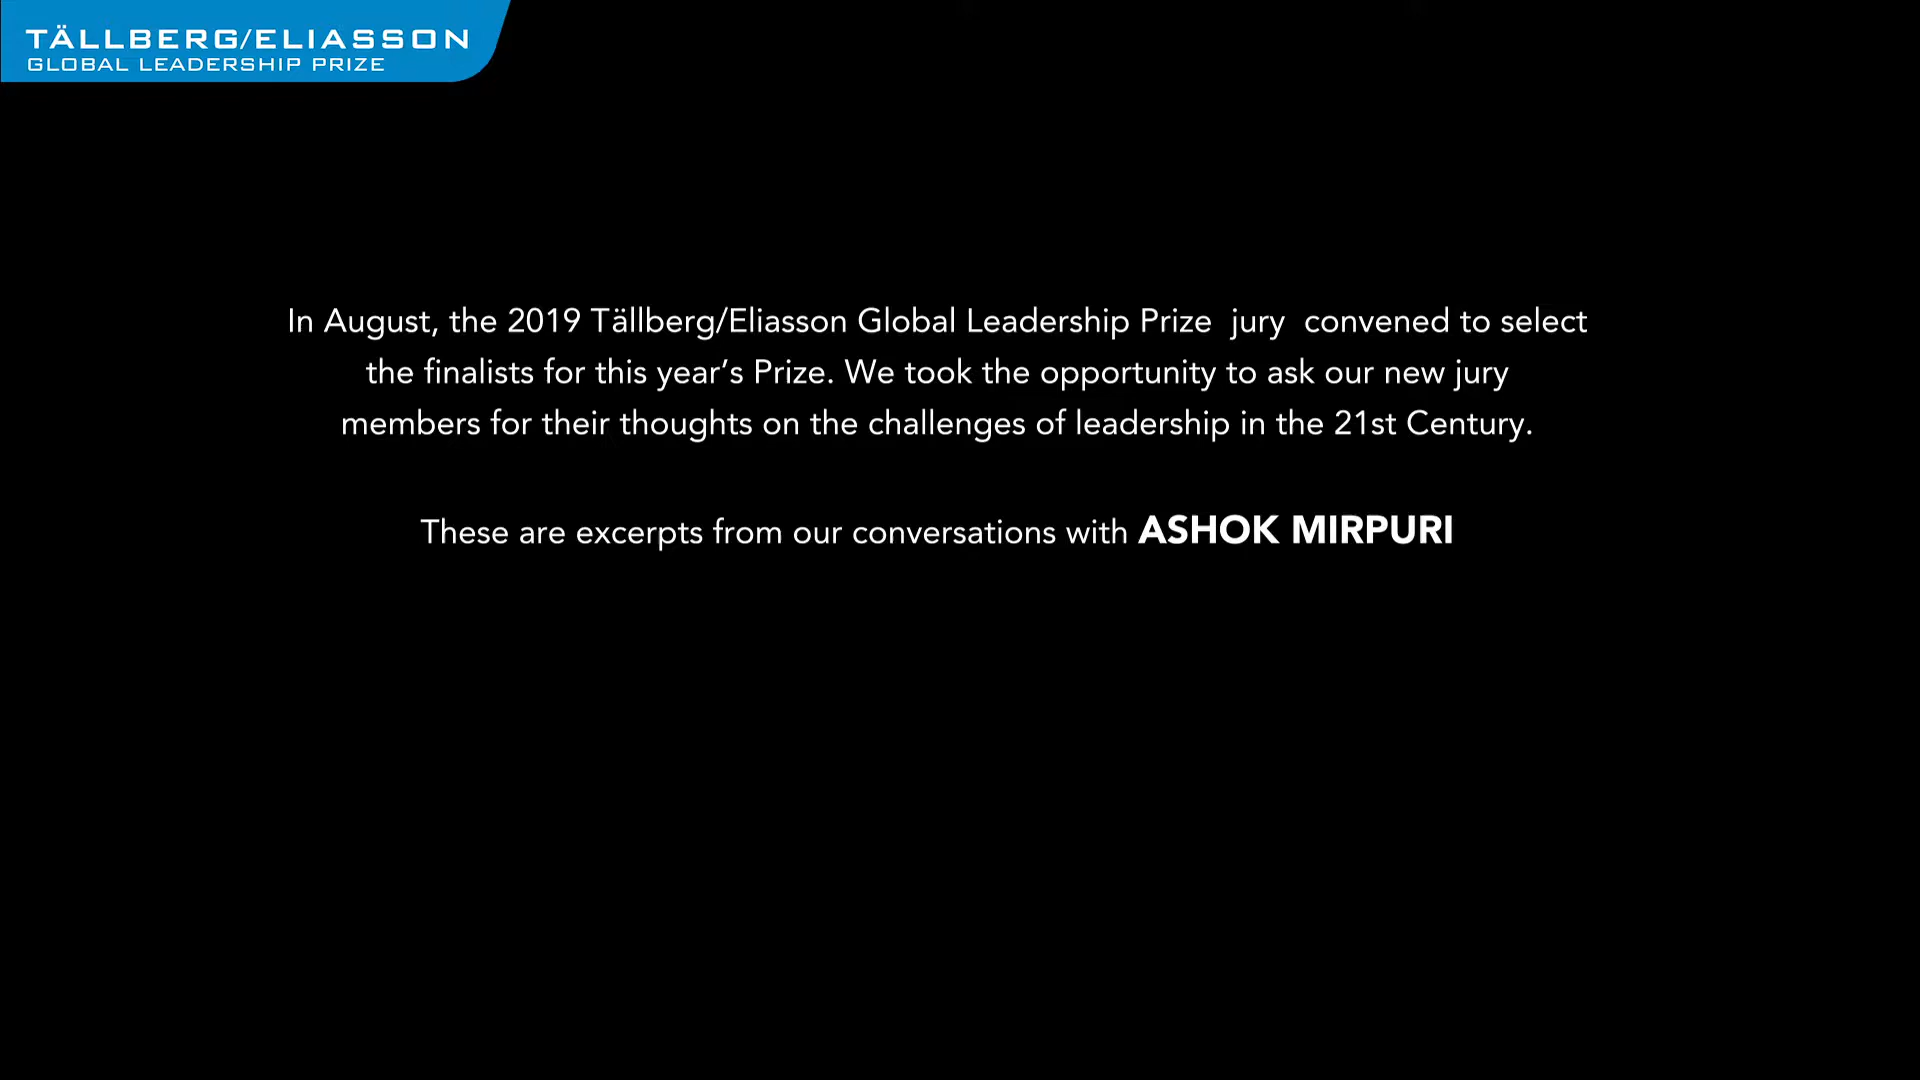 TÄLLBERG/ELIASSON
GLOBAL LEADERSHIP PRIZE
In August, the 2019 Tällberg/Eliasson Global Leadership Prize jury convened to select
the finalists for this year’s Prize. We took the opportunity to ask our new jury
members for their thoughts on the challenges of leadership in the 21st Century.
These are excerpts from our conversations with ASHOK MIRPURI